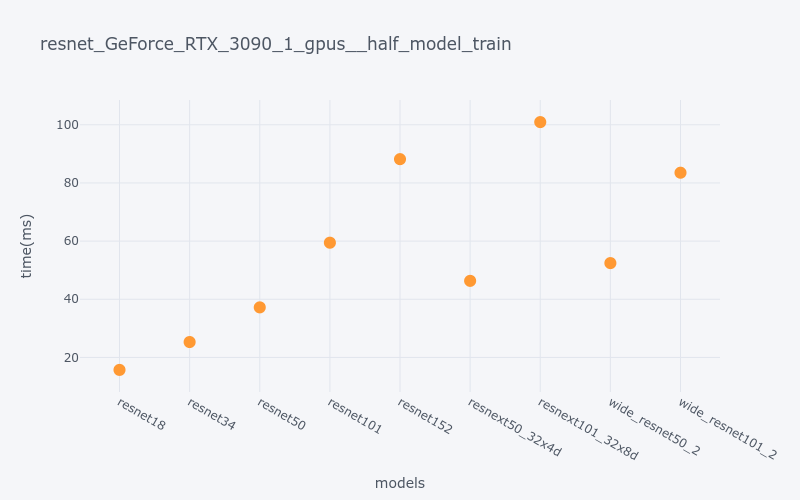 resnet_GeForce_RTX_3090_1_gpus__half_model_train
time(ms)
100
80
60
40
20
resnet18
resnet34
resnet50
resnet101
resnet152
resnext50_32x4d
resnext101_32x8d
wide_resnet50_2
wide_resnet101_2
models